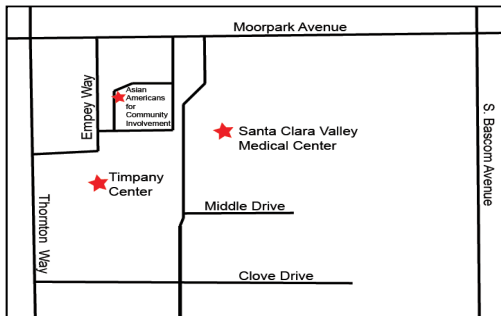 Moorpark Avenue
Empey Way
Asian
Americans
for
Community
Involvement
S. Bascom Avenue
Santa Clara Valley
Medical Center
Timpany
Center
Thornton Way
Middle Drive
Clove Drive